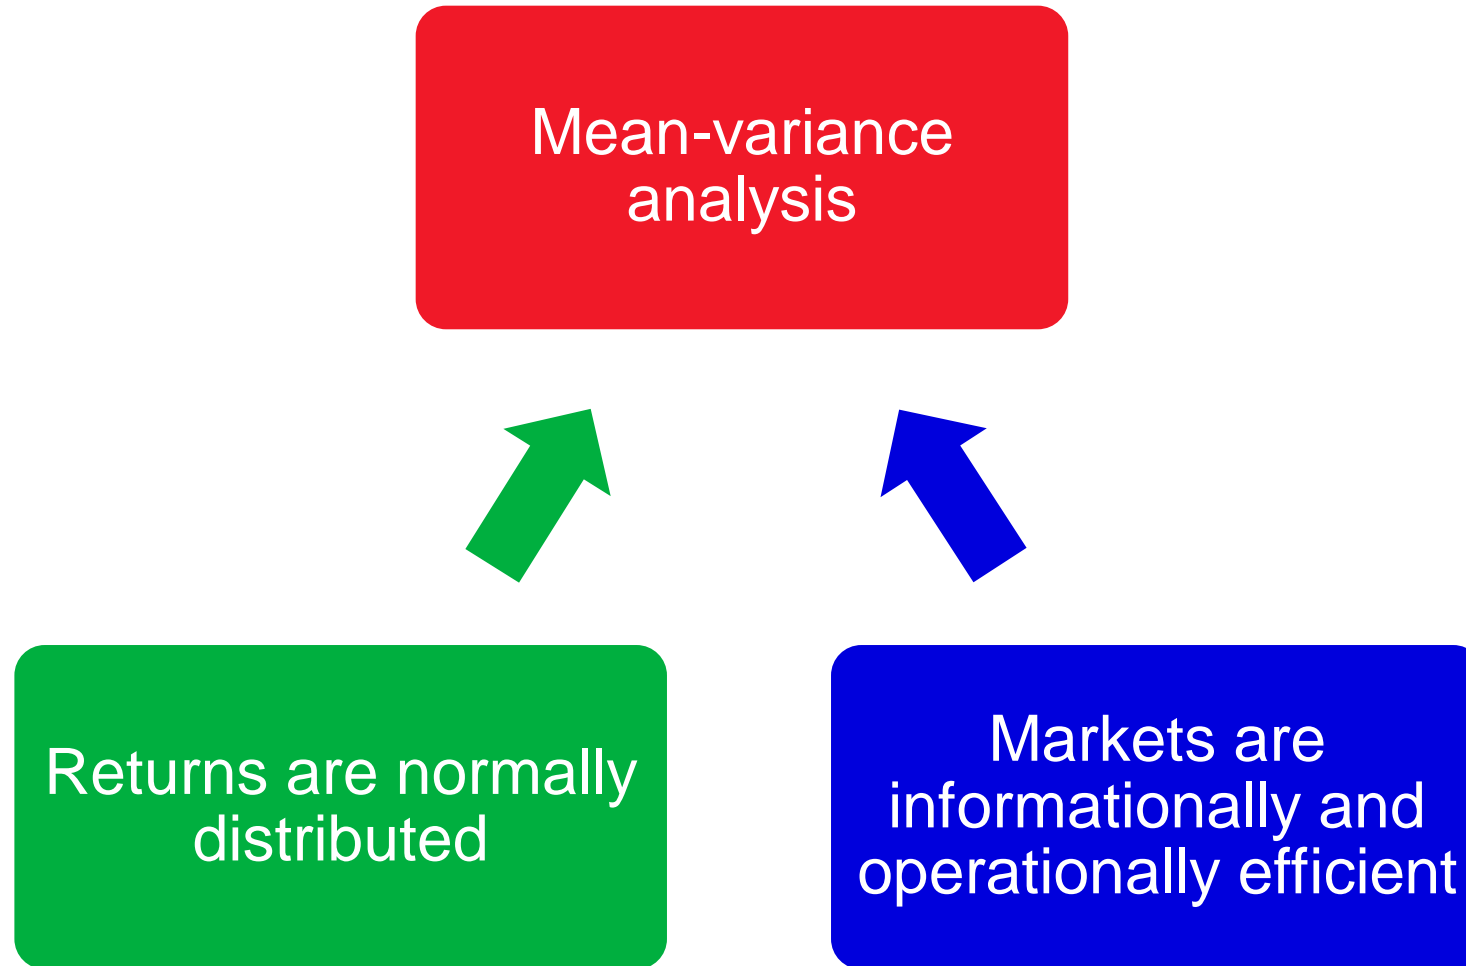 Mean-variance
analysis
Returns are normally
distributed
Markets are
informationally and
operationally efficient